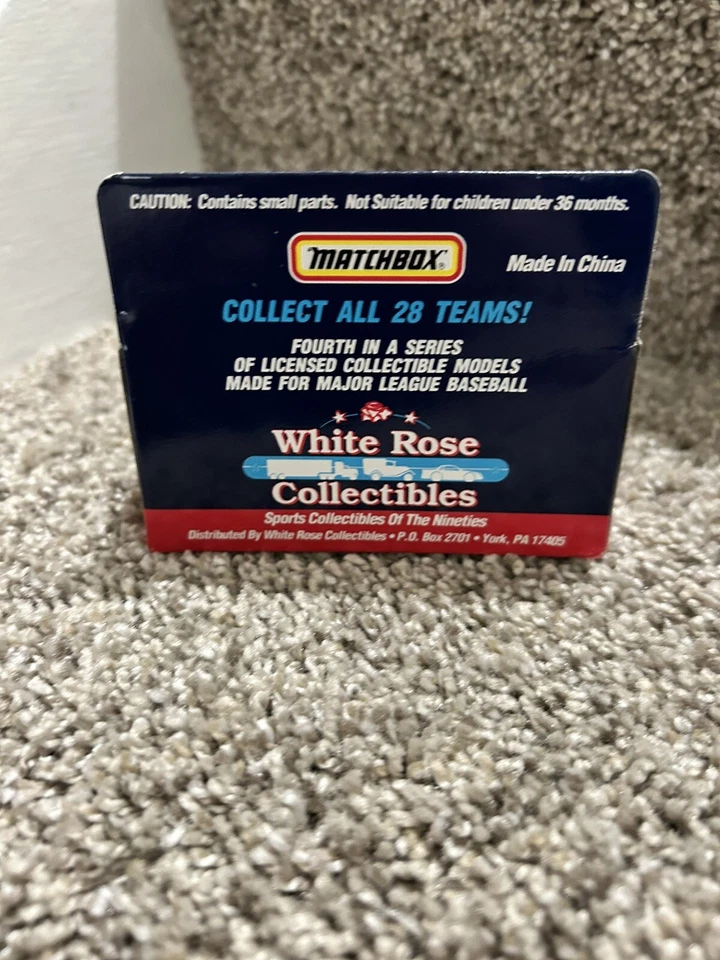 CAUTION: Contains small parts. Not Suitable for children under 36 months.
MATCHBOX®
Made In China
COLLECT ALL 28 TEAMS!
FOURTH IN A SERIES
OF LICENSED COLLECTIBLE MODELS
MADE FOR MAJOR LEAGUE BASEBALL
White Rose
Collectibles
Sports Collectibles Of The Nineties
Distributed By White Rose Collectibles • P.O. Box 2701 • York, PA 17405